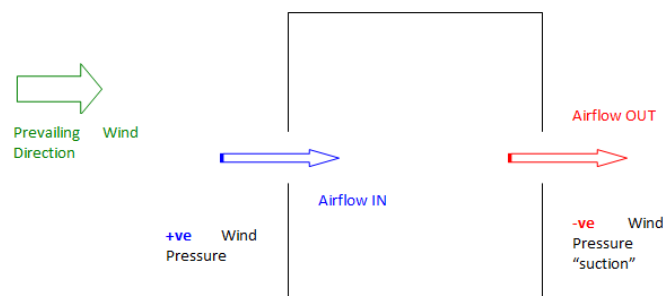 Prevailing Wind
Direction
Airflow OUT
Airflow IN
+ve Wind
Pressure
-ve Wind
Pressure
“suction”